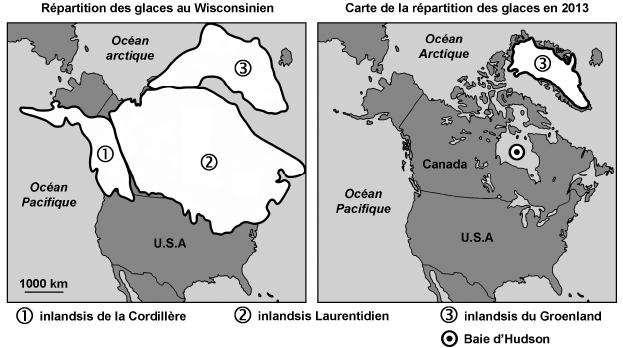 Répartition des glaces au Wisconsinien
Océan
arctique
3
1
2
Océan
Pacifique
U.S.A
1000 km
Carte de la répartition des glaces en 2013
Océan
Arctique
3
Canada
Océan
Pacifique
U.S.A
1 inlandsis de la Cordillère
2 inlandsis Laurentidien
3 inlandsis du Groenland
Baie d'Hudson